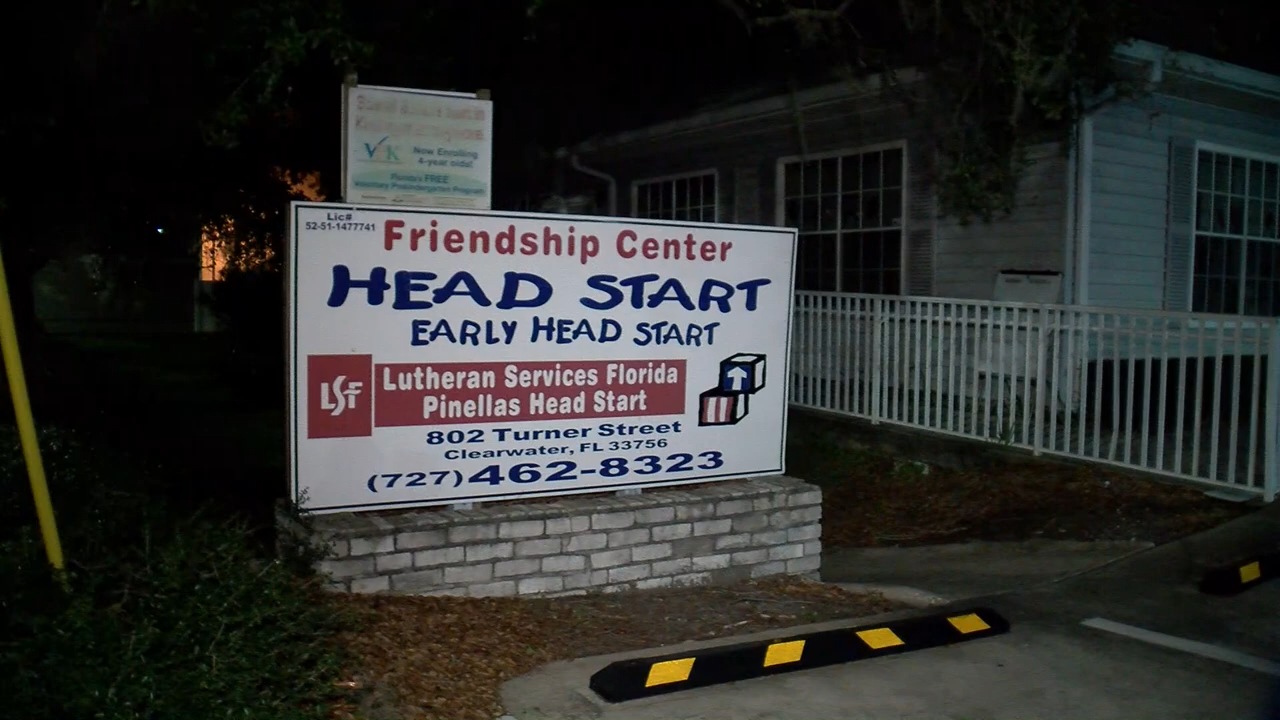 VK
Now Enrolling
4-year olds!
Florida's FREE
Voluntary Prekindergarten Program
Lic#
52-51-1477741
Friendship Center
HEAD START
EARLY HEAD START
LSF
Lutheran Services Florida
Pinellas Head Start
802 Turner Street
Clearwater, FL 33756
(727) 462-8323